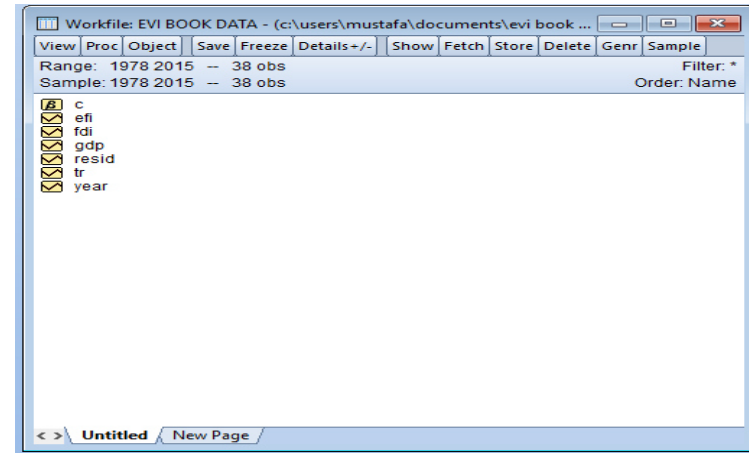 Workfile: EVI BOOK DATA - (c:\users\mustafa\documents\evi book ...
View Proc Object Save Freeze Details+/- Show Fetch Store Delete Genr Sample
Range: 1978 2015 -- 38 obs Filter: *
Sample: 1978 2015 -- 38 obs Order: Name
β c
efi
fdi
gdp
resid
tr
year
< > Untitled New Page